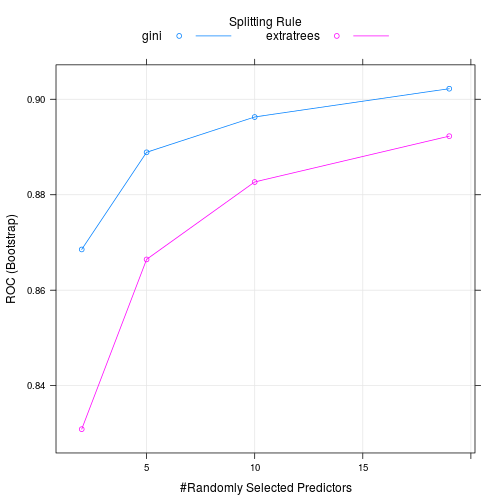 Splitting Rule
gini extratrees
0.90
0.88
0.86
0.84
ROC (Bootstrap)
5 10 15
#Randomly Selected Predictors